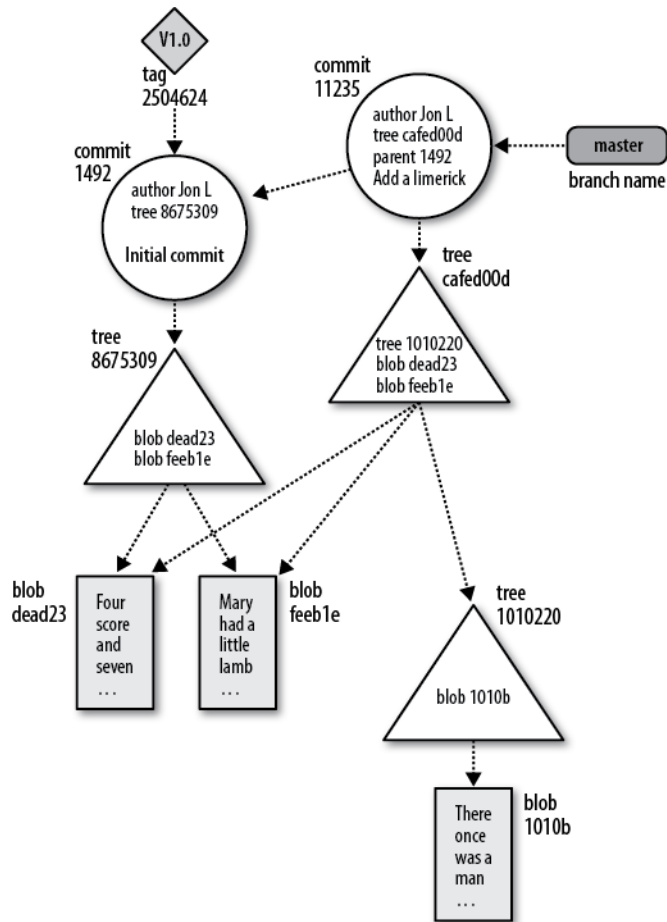 V1.0
tag
2504624
commit
11235
author Jon L
tree cafed00d
parent 1492
Add a limerick
master
branch name
commit
1492
author Jon L
tree 8675309
Initial commit
tree
cafed00d
tree 1010220
blob dead23
blob feeb1e
tree
8675309
blob dead23
blob feeb1e
blob
dead23
Four
score
and
seven
...
Mary
had a
little
lamb
...
blob
feeb1e
tree
1010220
blob 1010b
There
once
was a
man
...
blob
1010b